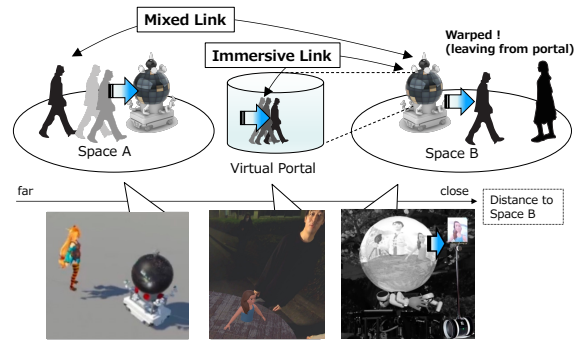 Mixed Link
Immersive Link
Warped !
(leaving from portal)
Space A
Virtual Portal
Space B
far
close
Distance to
Space B